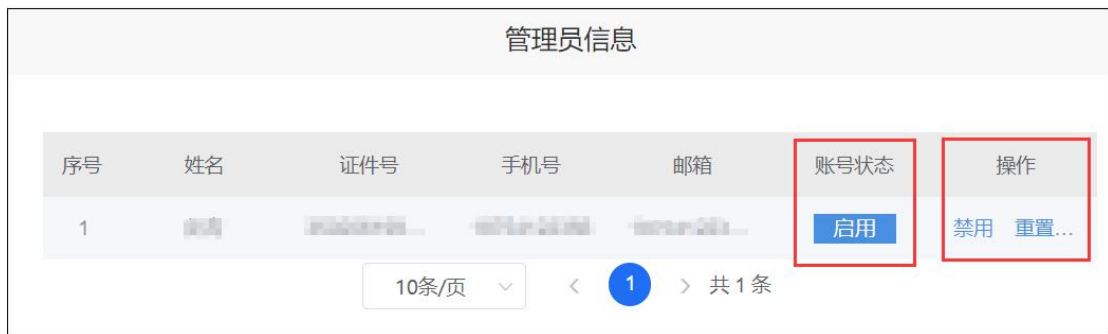 管理员信息
序号 姓名 证件号 手机号 邮箱 账号状态 操作
1 启用 禁用 重置...
10条/页 < 1 > 共 1 条